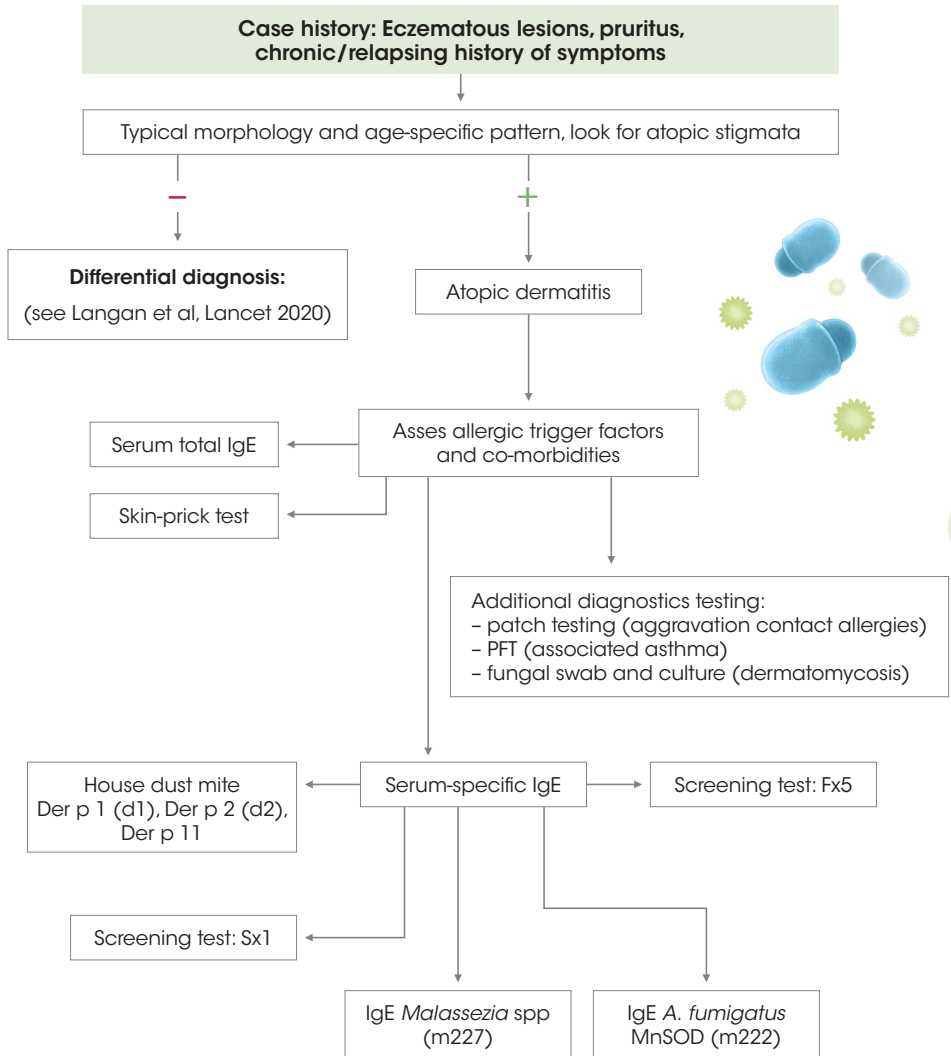 Case history: Eczematous lesions, pruritus,
chronic/relapsing history of symptoms
Typical morphology and age-specific pattern, look for atopic stigmata
–
+
Differential diagnosis:
(see Langan et al, Lancet 2020)
Atopic dermatitis
Serum total IgE
Asses allergic trigger factors
and co-morbidities
Skin-prick test
Additional diagnostics testing:
– patch testing (aggravation contact allergies)
– PFT (associated asthma)
– fungal swab and culture (dermatomycosis)
House dust mite
Der p 1 (d1), Der p 2 (d2),
Der p 11
Serum-specific IgE
Screening test: Fx5
Screening test: Sx1
IgE Malassezia spp
(m227)
IgE A. fumigatus
MnSOD (m222)